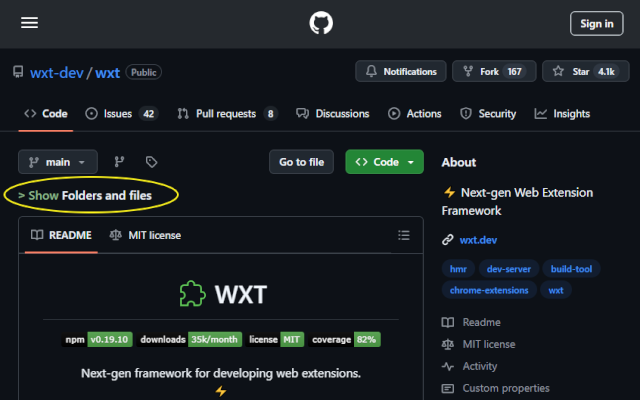 Sign in
wxt-dev / wxt Public
Notifications
Fork 167
Star 4.1k
Code
Issues 42
Pull requests 8
Discussions
Actions
Security
Insights
main
Go to file
Code
> Show Folders and files
README
MIT license
WXT
npm v0.19.10 downloads 35k/month license MIT coverage 82%
Next-gen framework for developing web extensions.
About
Next-gen Web Extension
Framework
wxt.dev
hmr dev-server build-tool
chrome-extensions wxt
Readme
MIT license
Activity
Custom properties